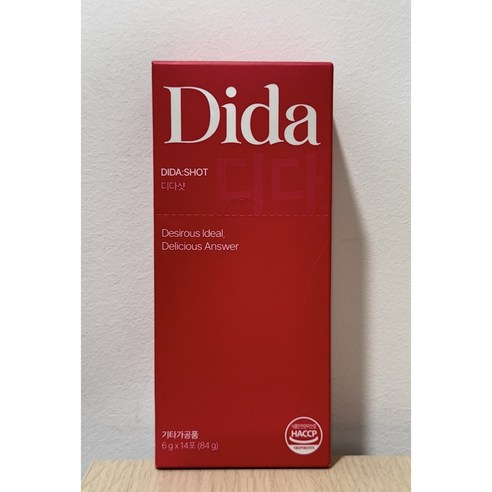 Dida
디다
DIDA:SHOT
디다샷
Desirous Ideal,
Delicious Answer
기타가공품
6 g x 14포 (84 g)
HACCP